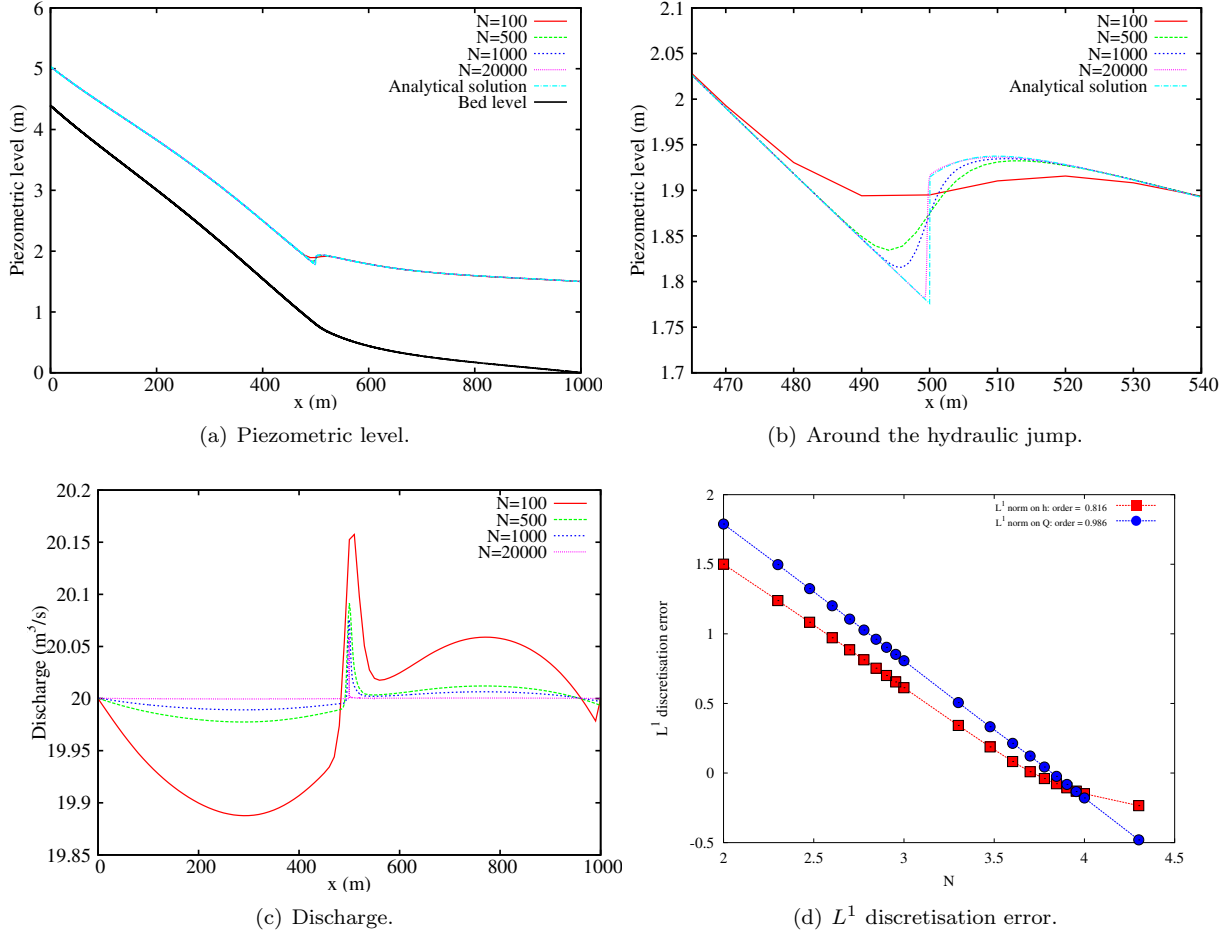 6
5
4
3
2
1
0
0 200 400 600 800 1000
Piezometric level (m)
x (m)
N=100
N=500
N=1000
N=20000
Analytical solution
Bed level
(a) Piezometric level.
2.1
2.05
2
1.95
1.9
1.85
1.8
1.75
1.7
470 480 490 500 510 520 530 540
Piezometric level (m)
x (m)
N=100
N=500
N=1000
N=20000
Analytical solution
(b) Around the hydraulic jump.
20.2
20.15
20.1
20.05
20
19.95
19.9
19.85
0 200 400 600 800 1000
Discharge (m³/s)
x (m)
N=100
N=500
N=1000
N=20000
(c) Discharge.
2
1.5
1
0.5
0
-0.5
2 2.5 3 3.5 4 4.5
L¹ discretisation error
N
L¹ norm on h: order = 0.816
L¹ norm on Q: order = 0.986
(d) L¹ discretisation error.